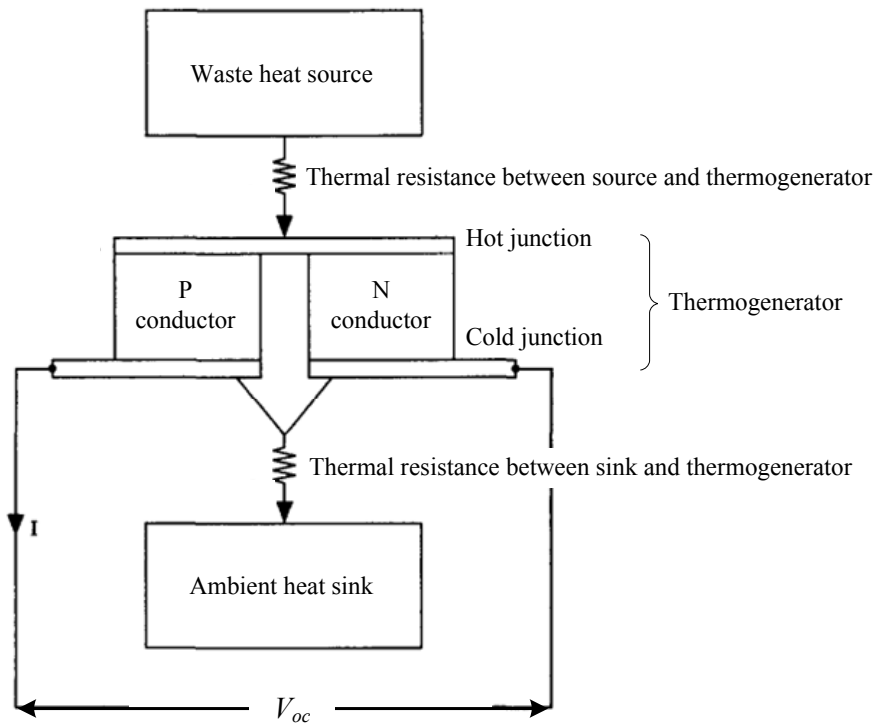 Waste heat source
Thermal resistance between source and thermogenerator
Hot junction
P
conductor
N
conductor
Thermogenerator
Cold junction
Thermal resistance between sink and thermogenerator
I
Ambient heat sink
Voc